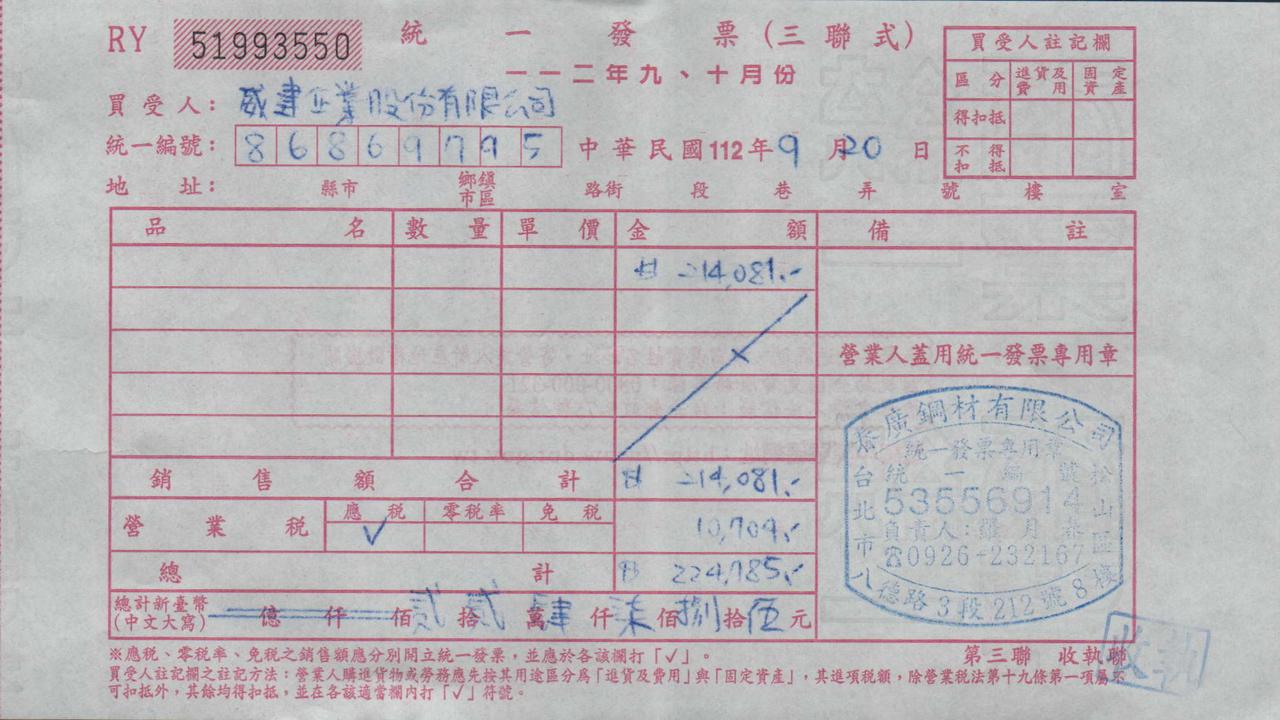 RY 51993550
統一發票(三聯式)
一一二年九、十月份
買受人註記欄
區分 進貨及費用 固定資產
得扣抵
不得扣抵
買受人：威建企業股份有限公司
統一編號：86869795 中華民國112年9月20日
地址： 縣市 鄉鎮市區 路街 段 巷 弄 號 樓 室
品名 數量 單價 金額 備註
214,081.-
營業人蓋用統一發票專用章
銷售額合計 214,081.-
營業稅 應稅 零稅率 免稅
✓ 10,704.-
總計 224,785.-
總計新臺幣(中文大寫) 億仟佰貳拾貳萬肆仟柒佰捌拾伍元
廣鋼材有限公司
統一發票專用章
統一編號
53556914
負責人:羅月
☎0926-232167
台北市松山區
八德路3段212號8樓
※應稅、零稅率、免稅之銷售額應分別開立統一發票，並應於各該欄打「✓」。
第三聯 收執聯
收執
買受人註記欄之註記方法：營業人購進貨物或勞務應先按其用途區分為「進貨及費用」與「固定資產」，其進項稅額，除營業稅法第十九條第一項屬不
可扣抵外，其餘均得扣抵，並在各該適當欄內打「✓」符號。